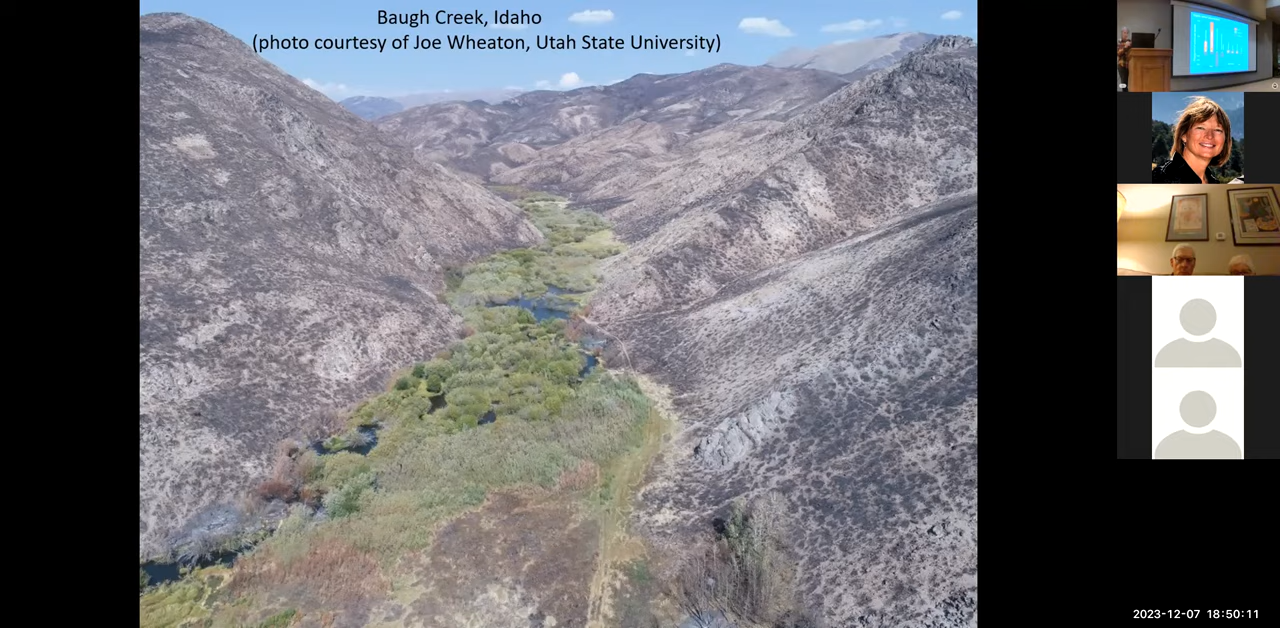 Baugh Creek, Idaho
(photo courtesy of Joe Wheaton, Utah State University)
2023-12-07 18:50:11